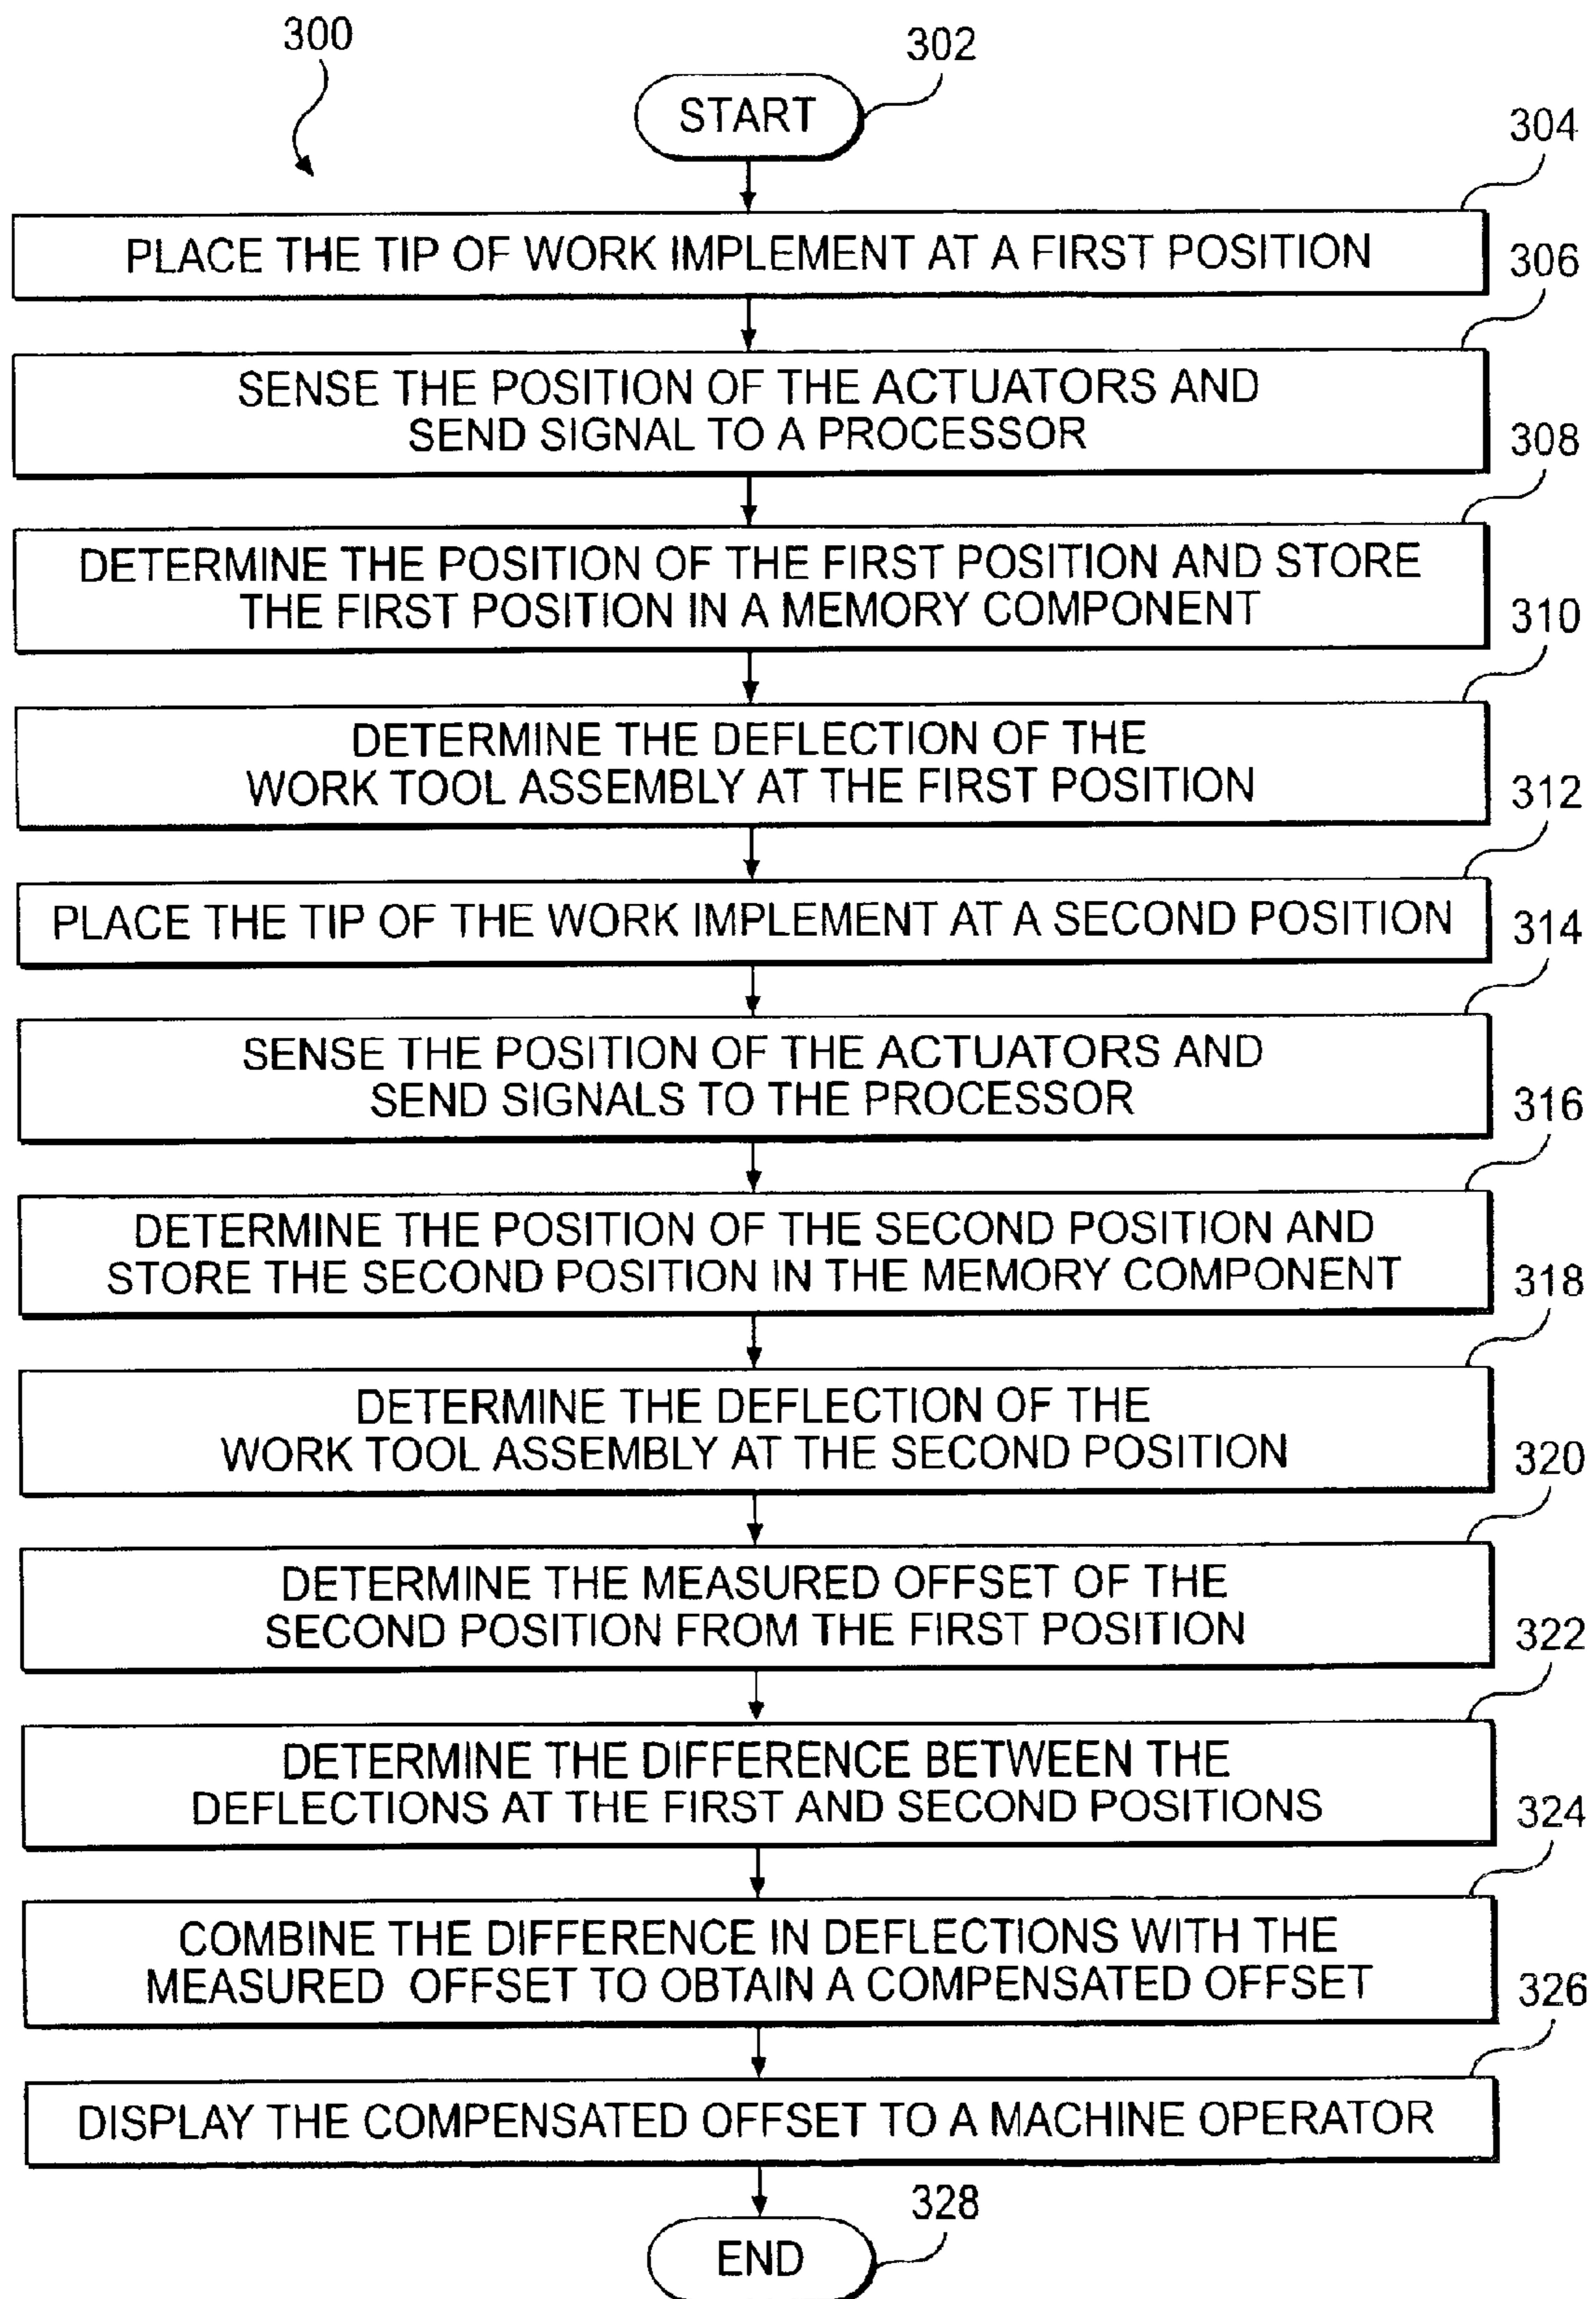 300
302
START
304
PLACE THE TIP OF WORK IMPLEMENT AT A FIRST POSITION
306
SENSE THE POSITION OF THE ACTUATORS AND
SEND SIGNAL TO A PROCESSOR
308
DETERMINE THE POSITION OF THE FIRST POSITION AND STORE
THE FIRST POSITION IN A MEMORY COMPONENT
310
DETERMINE THE DEFLECTION OF THE
WORK TOOL ASSEMBLY AT THE FIRST POSITION
312
PLACE THE TIP OF THE WORK IMPLEMENT AT A SECOND POSITION
314
SENSE THE POSITION OF THE ACTUATORS AND
SEND SIGNALS TO THE PROCESSOR
316
DETERMINE THE POSITION OF THE SECOND POSITION AND
STORE THE SECOND POSITION IN THE MEMORY COMPONENT
318
DETERMINE THE DEFLECTION OF THE
WORK TOOL ASSEMBLY AT THE SECOND POSITION
320
DETERMINE THE MEASURED OFFSET OF THE
SECOND POSITION FROM THE FIRST POSITION
322
DETERMINE THE DIFFERENCE BETWEEN THE
DEFLECTIONS AT THE FIRST AND SECOND POSITIONS
324
COMBINE THE DIFFERENCE IN DEFLECTIONS WITH THE
MEASURED OFFSET TO OBTAIN A COMPENSATED OFFSET
326
DISPLAY THE COMPENSATED OFFSET TO A MACHINE OPERATOR
328
END